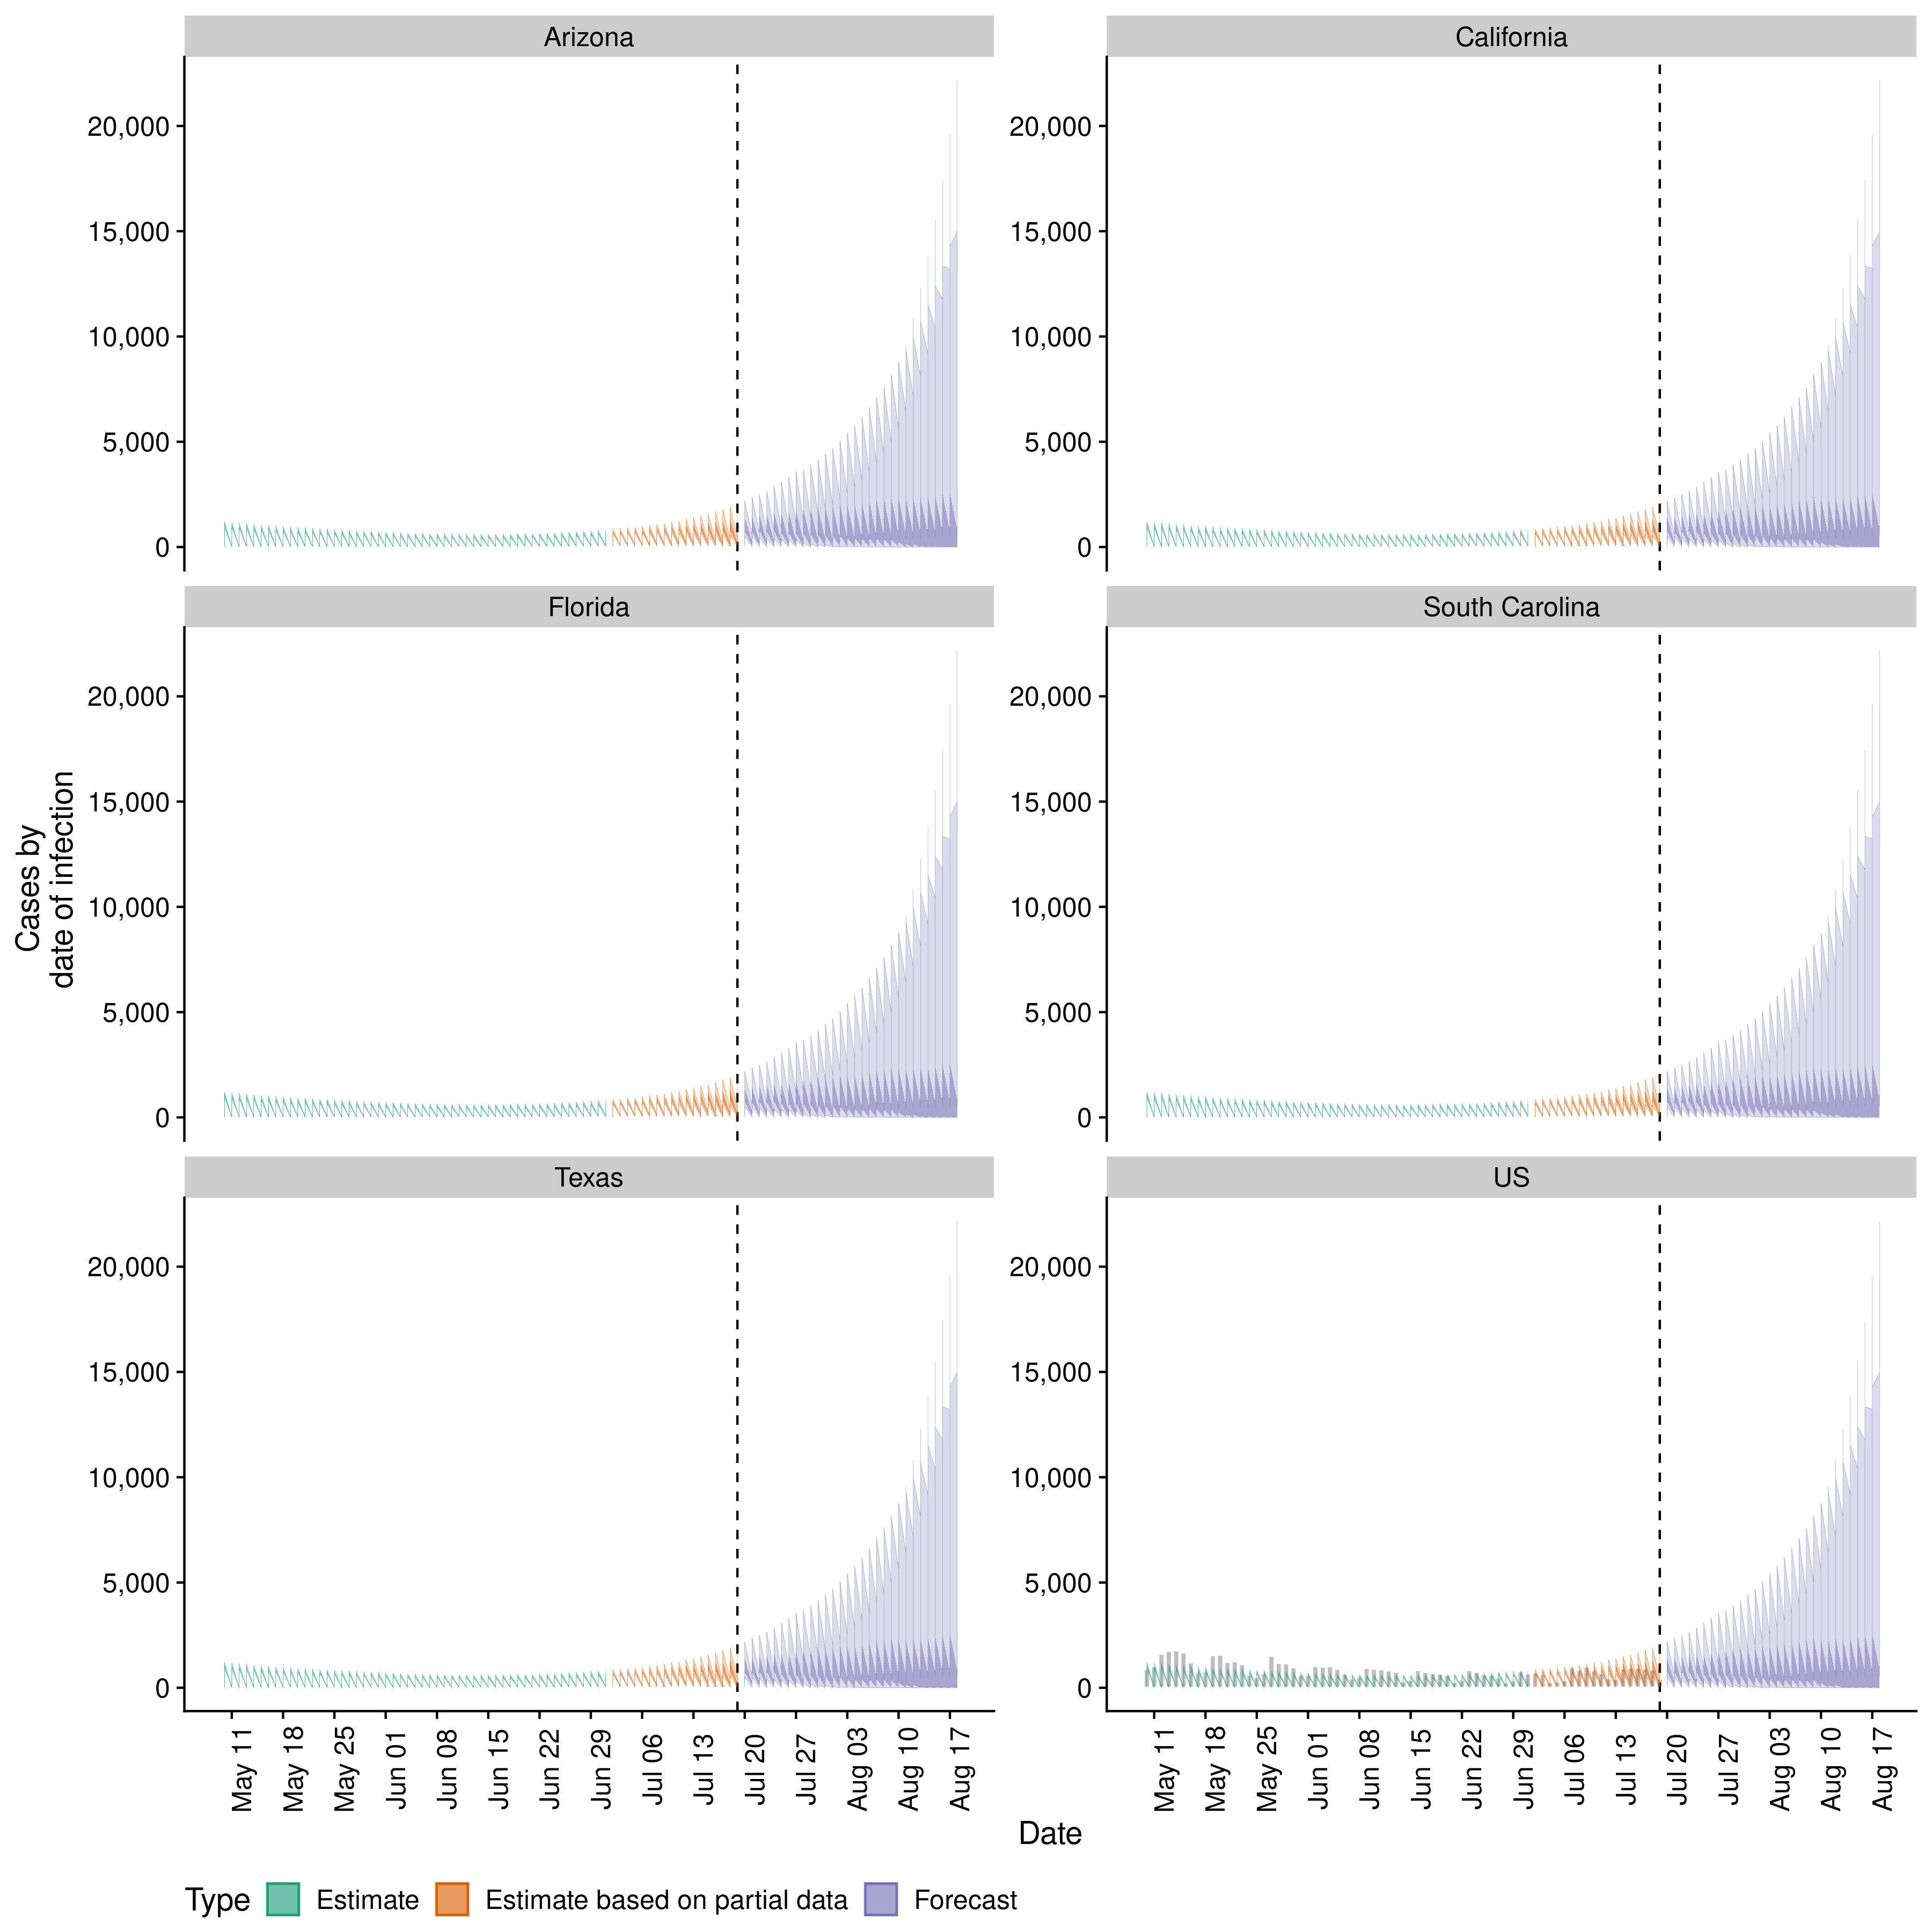 Arizona
California
20,000
15,000
10,000
5,000
0
20,000
15,000
10,000
5,000
0
Florida
South Carolina
20,000
15,000
10,000
5,000
0
20,000
15,000
10,000
5,000
0
Cases by
date of infection
Texas
US
20,000
15,000
10,000
5,000
0
20,000
15,000
10,000
5,000
0
May 11
May 18
May 25
Jun 01
Jun 08
Jun 15
Jun 22
Jun 29
Jul 06
Jul 13
Jul 20
Jul 27
Aug 03
Aug 10
Aug 17
May 11
May 18
May 25
Jun 01
Jun 08
Jun 15
Jun 22
Jun 29
Jul 06
Jul 13
Jul 20
Jul 27
Aug 03
Aug 10
Aug 17
Date
Type Estimate Estimate based on partial data Forecast